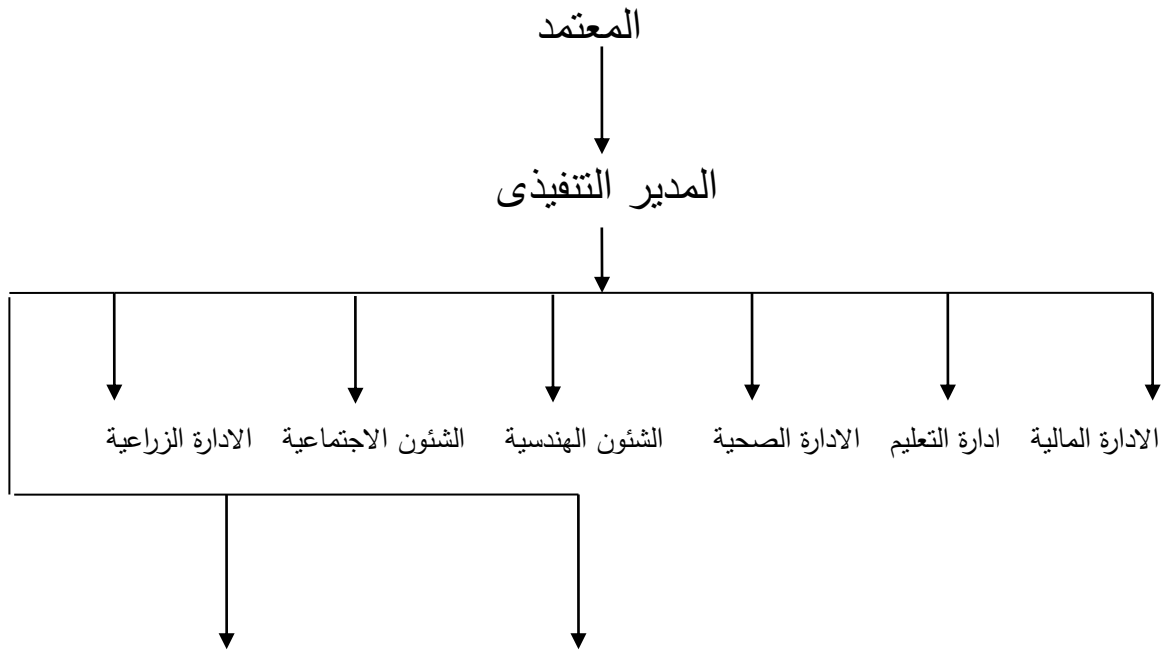 المعتمد
المدير التنفيذى
الادارة المالية ادارة التعليم الادارة الصحية الشئون الهندسية الشئون الاجتماعية الادارة الزراعية